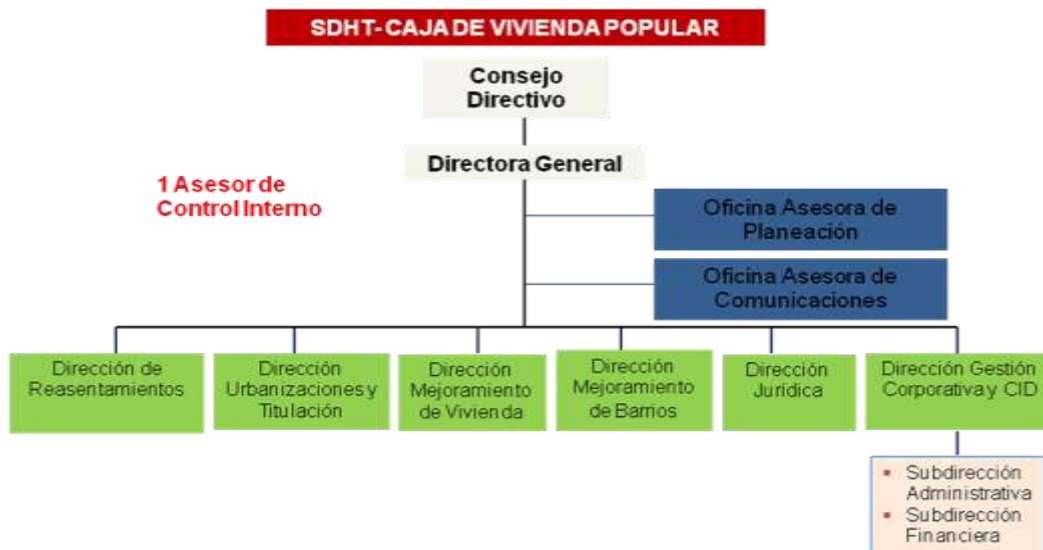 SDHT- CAJA DE VIVIENDA POPULAR
Consejo
Directivo
Directora General
1 Asesor de
Control Interno
Oficina Asesora de
Planeación
Oficina Asesora de
Comunicaciones
Dirección de
Reasentamientos
Dirección
Urbanizaciones y
Titulación
Dirección
Mejoramiento
de Vivienda
Dirección
Mejoramiento
de Barrios
Dirección
Jurídica
Dirección Gestión
Corporativa y CID
▪ Subdirección
Administrativa
▪ Subdirección
Financiera